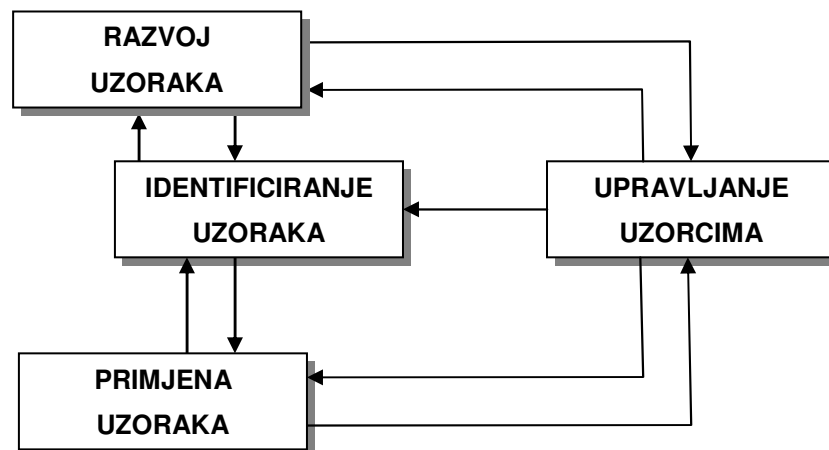 RAZVOJ
UZORAKA
IDENTIFICIRANJE
UZORAKA
UPRAVLJANJE
UZORCIMA
PRIMJENA
UZORAKA